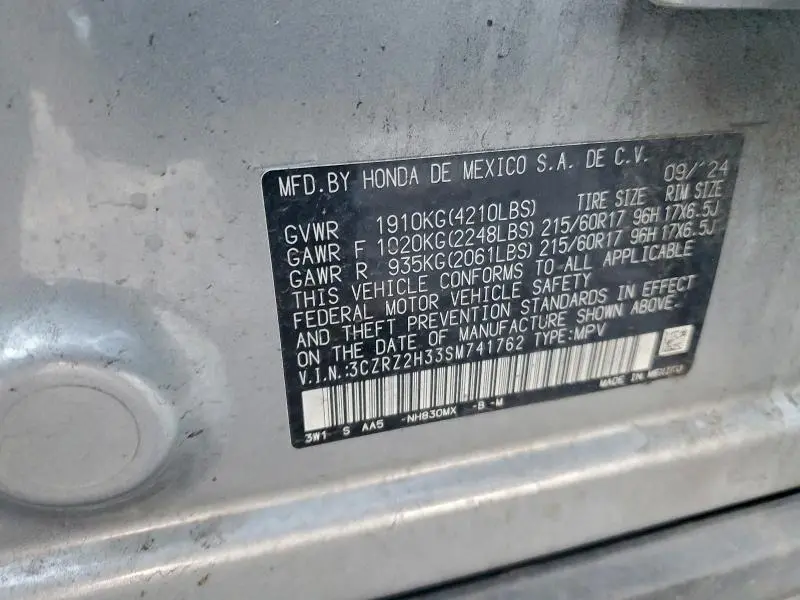 MFD.BY HONDA DE MEXICO S.A. DE C.V. 09/'24
TIRE SIZE RIM SIZE
GVWR 1910KG(4210LBS)
GAWR F 1020KG(2248LBS) 215/60R17 96H 17X6.5J
GAWR R 935KG(2061LBS) 215/60R17 96H 17X6.5J
THIS VEHICLE CONFORMS TO ALL APPLICABLE
FEDERAL MOTOR VEHICLE SAFETY
AND THEFT PREVENTION STANDARDS IN EFFECT
ON THE DATE OF MANUFACTURE SHOWN ABOVE.
V.I.N.:3CZRZ2H33SM741762 TYPE:MPV
MADE IN MEXICO
3W1 S AA5 -NH830MX -B -M